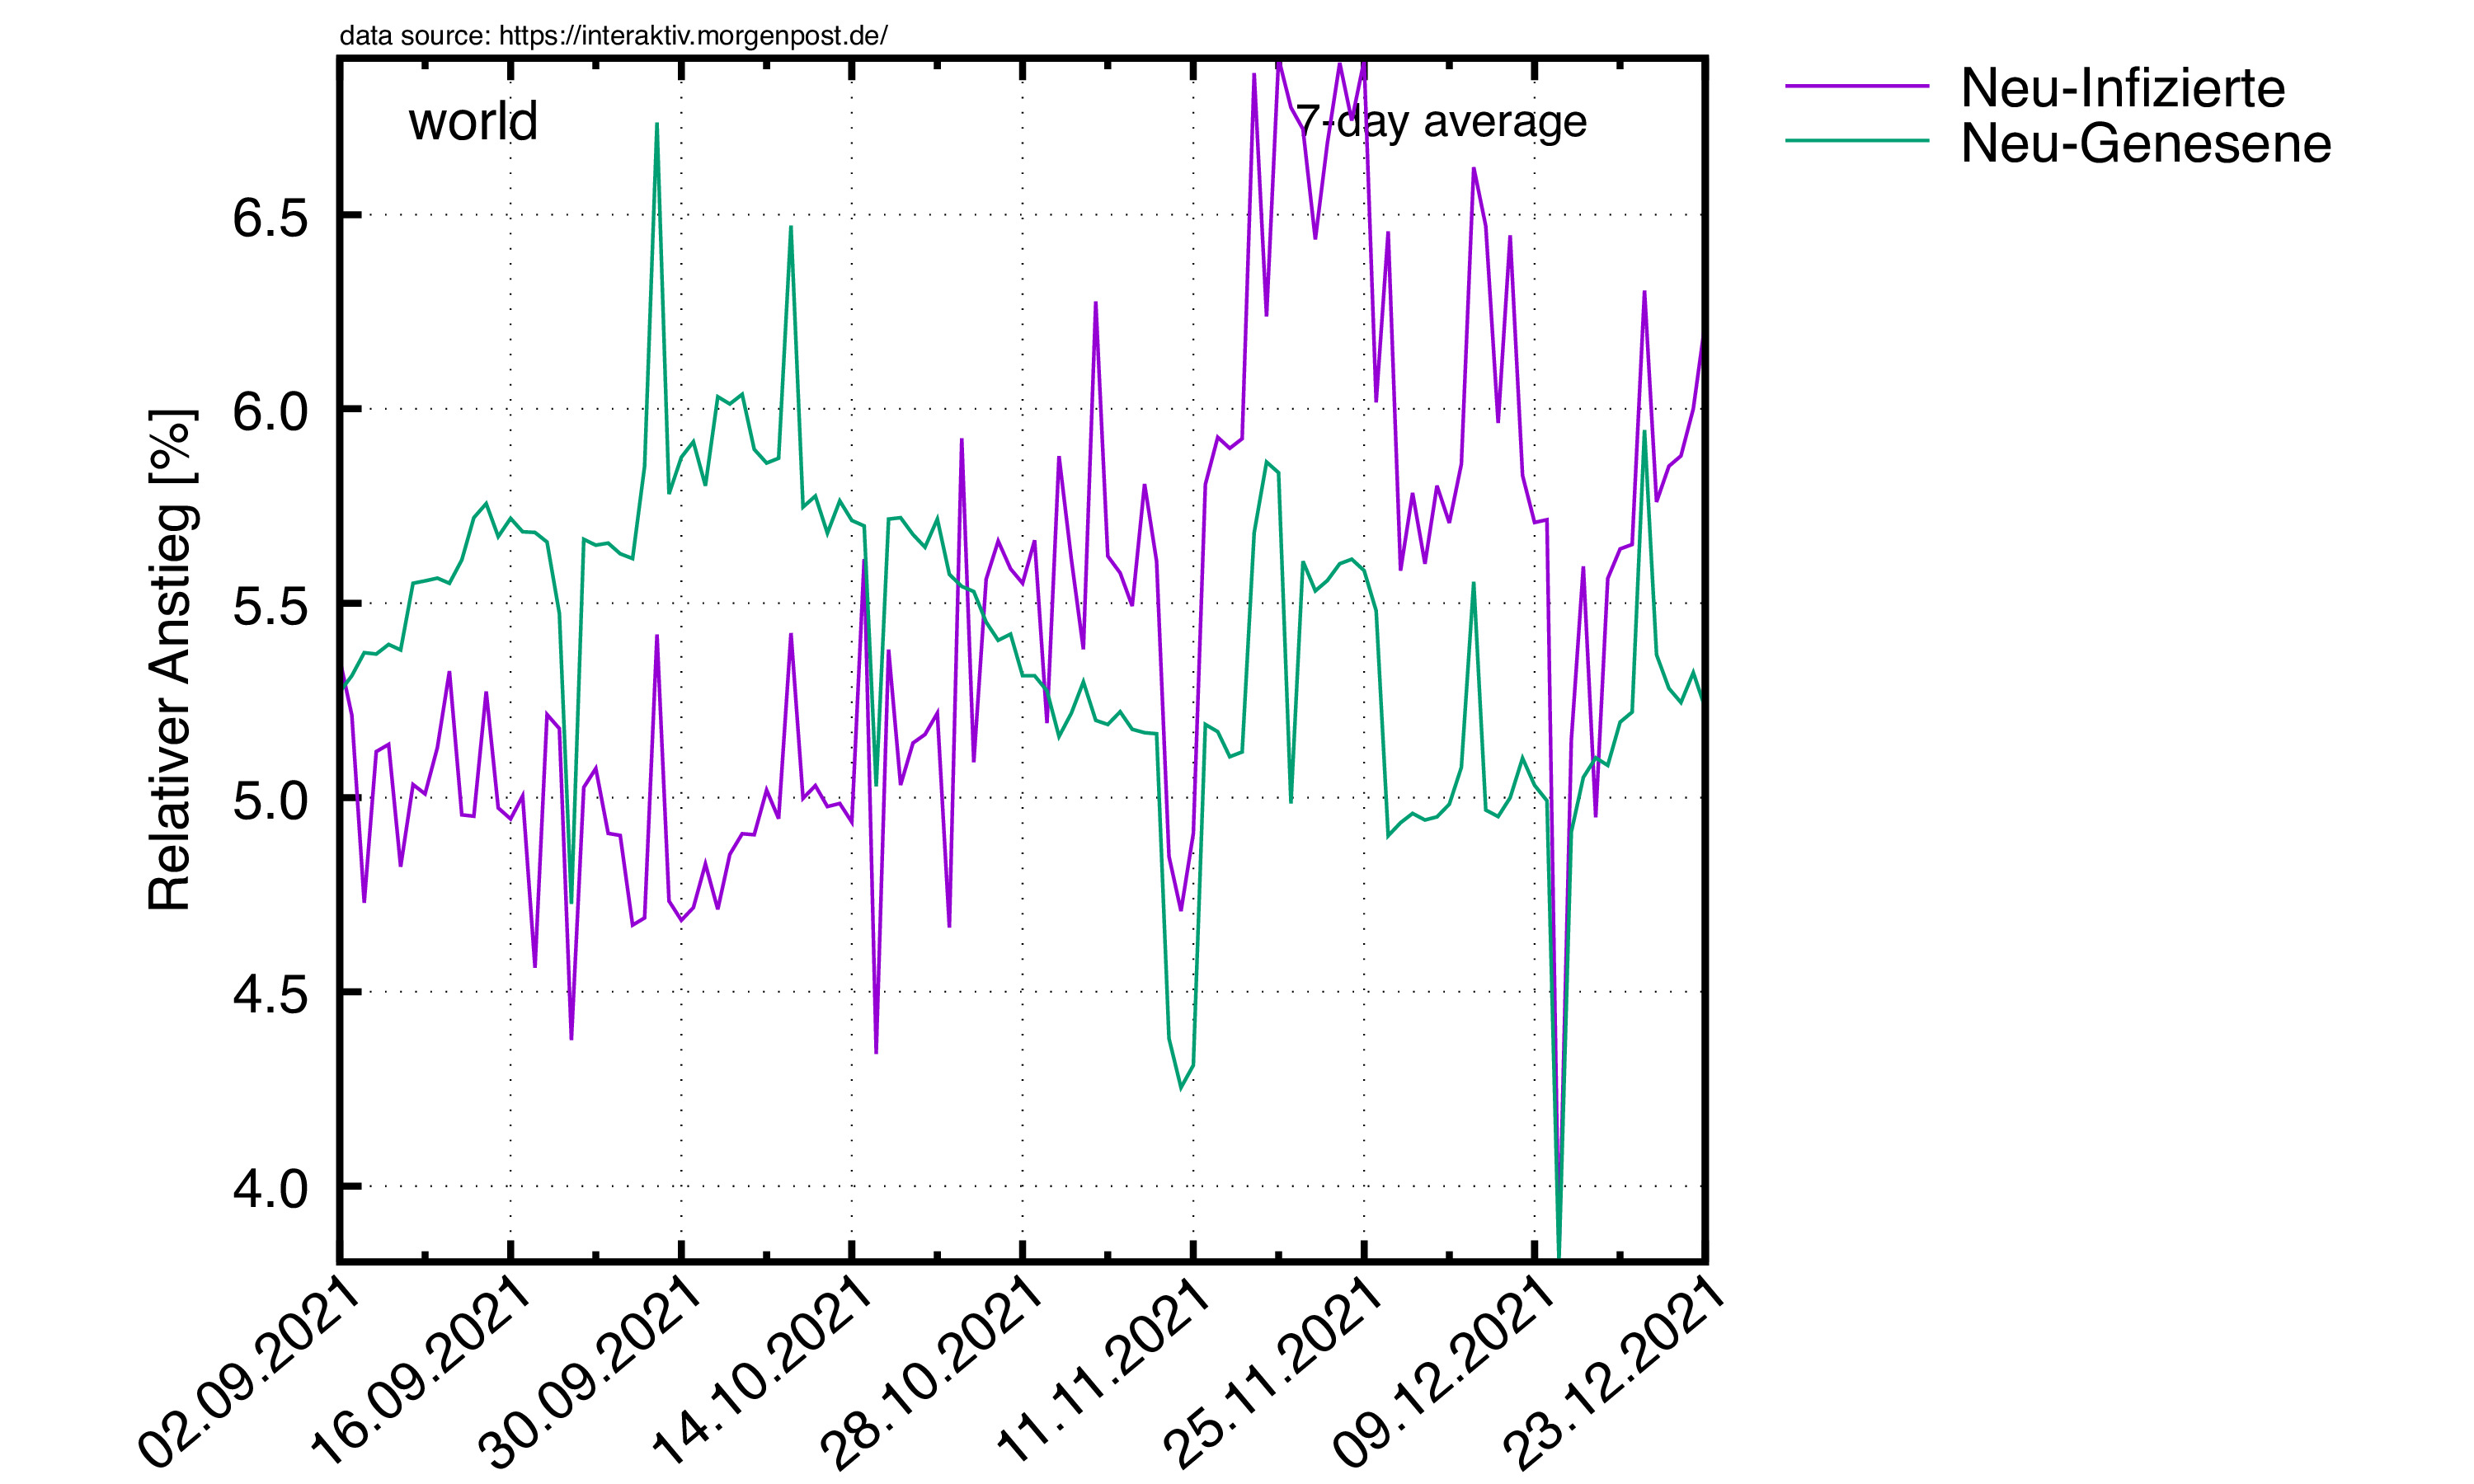 data source: https://interaktiv.morgenpost.de/
world
7-day average
Neu-Infizierte
Neu-Genesene
Relativer Anstieg [%]
6.5
6.0
5.5
5.0
4.5
4.0
02.09.2021
16.09.2021
30.09.2021
14.10.2021
28.10.2021
11.11.2021
25.11.2021
09.12.2021
23.12.2021